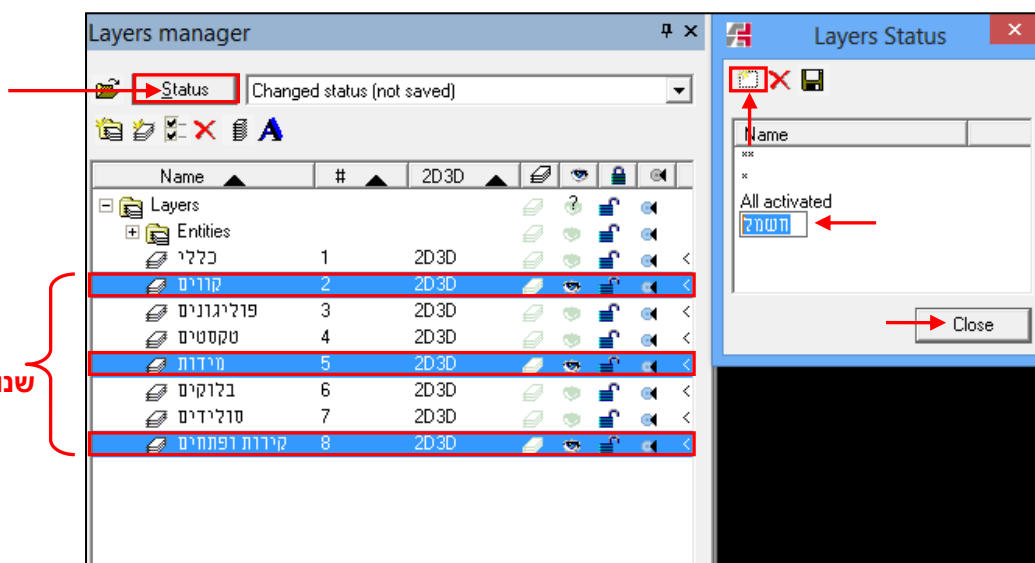 Layers manager
Status Changed status (not saved)
Name # 2D3D
Layers
Entities
כללי 1 2D3D <
קווים 2 2D3D <
פוליגונים 3 2D3D <
טקסטים 4 2D3D <
מידות 5 2D3D <
בלוקים 6 2D3D <
סולידים 7 2D3D <
קירות ופתחים 8 2D3D <
Layers Status
Name
**
*
All activated
חשמל
Close